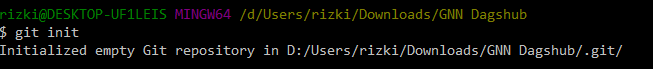 rizki@DESKTOP-UF1LEIS MINGW64 /d/Users/rizki/Downloads/GNN Dagshub
$ git init
Initialized empty Git repository in D:/Users/rizki/Downloads/GNN Dagshub/.git/